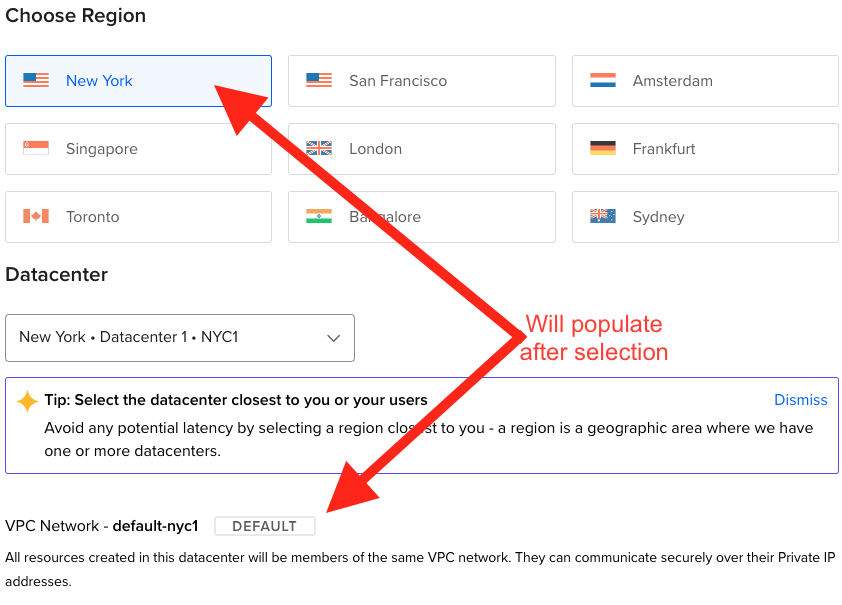 Choose Region
New York
San Francisco
Amsterdam
Singapore
London
Frankfurt
Toronto
Bangalore
Sydney
Datacenter
New York • Datacenter 1 • NYC1
Will populate
after selection
Tip: Select the datacenter closest to you or your users
Dismiss
Avoid any potential latency by selecting a region closest to you - a region is a geographic area where we have
one or more datacenters.
VPC Network - default-nyc1 DEFAULT
All resources created in this datacenter will be members of the same VPC network. They can communicate securely over their Private IP
addresses.